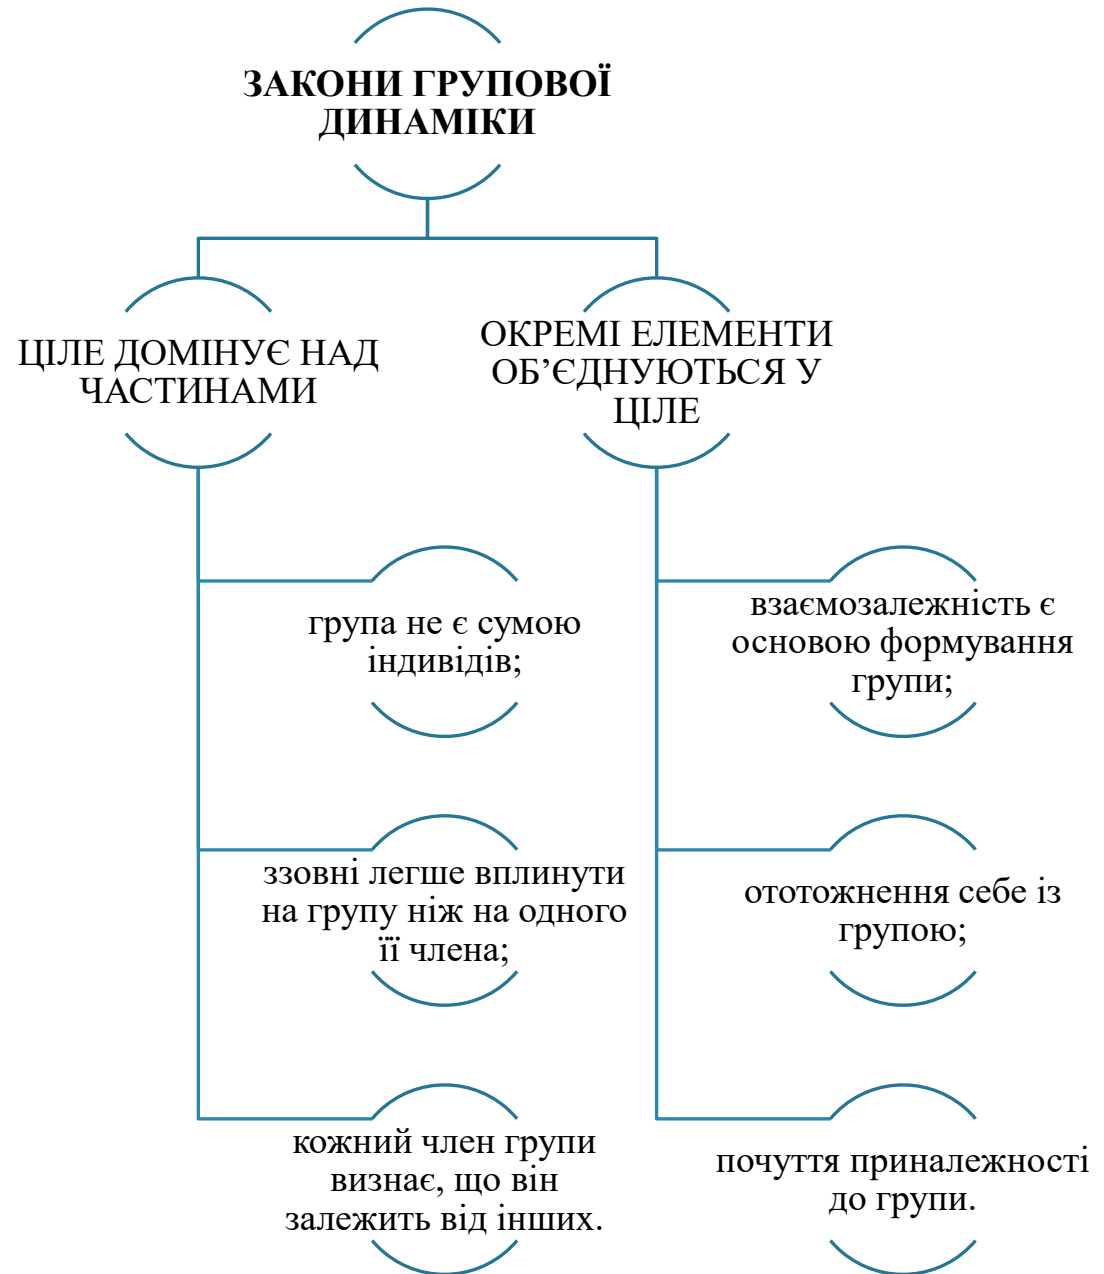 ЗАКОНИ ГРУПОВОЇ
ДИНАМІКИ
ЦІЛЕ ДОМІНУЄ НАД
ЧАСТИНАМИ
група не є сумою
індивідів;
ззовні легше вплинути
на групу ніж на одного
її члена;
кожний член групи
визнає, що він
залежить від інших.
ОКРЕМІ ЕЛЕМЕНТИ
ОБ’ЄДНУЮТЬСЯ У
ЦІЛЕ
взаємозалежність є
основою формування
групи;
ототожнення себе із
групою;
почуття приналежності
до групи.